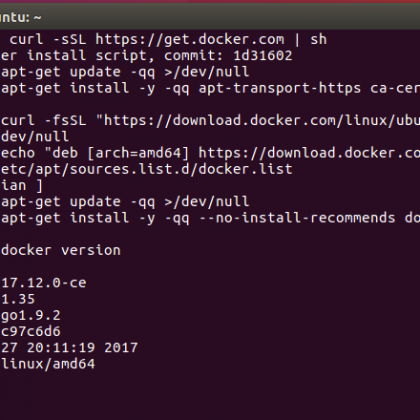 ntu: ~
curl -sSL https://get.docker.com | sh
er install script, commit: 1d31602
apt-get update -qq >/dev/null
apt-get install -y -qq apt-transport-https ca-cer
curl -fsSL "https://download.docker.com/linux/ubu
dev/null
echo "deb [arch=amd64] https://download.docker.co
etc/apt/sources.list.d/docker.list
ian ]
apt-get update -qq >/dev/null
apt-get install -y -qq --no-install-recommends do
docker version
17.12.0-ce
1.35
go1.9.2
c97c6d6
27 20:11:19 2017
linux/amd64